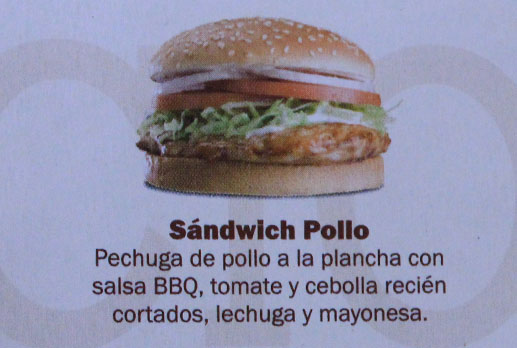 Sándwich Pollo
Pechuga de pollo a la plancha con
salsa BBQ, tomate y cebolla recién
cortados, lechuga y mayonesa.